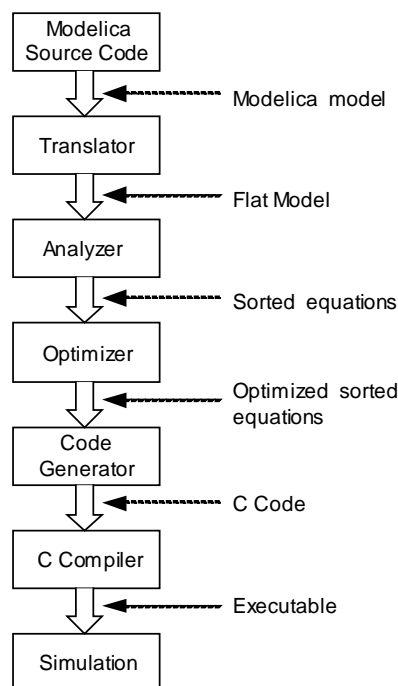 Modelica
Source Code
Modelica model
Translator
Flat Model
Analyzer
Sorted equations
Optimizer
Optimized sorted
equations
Code
Generator
C Code
C Compiler
Executable
Simulation